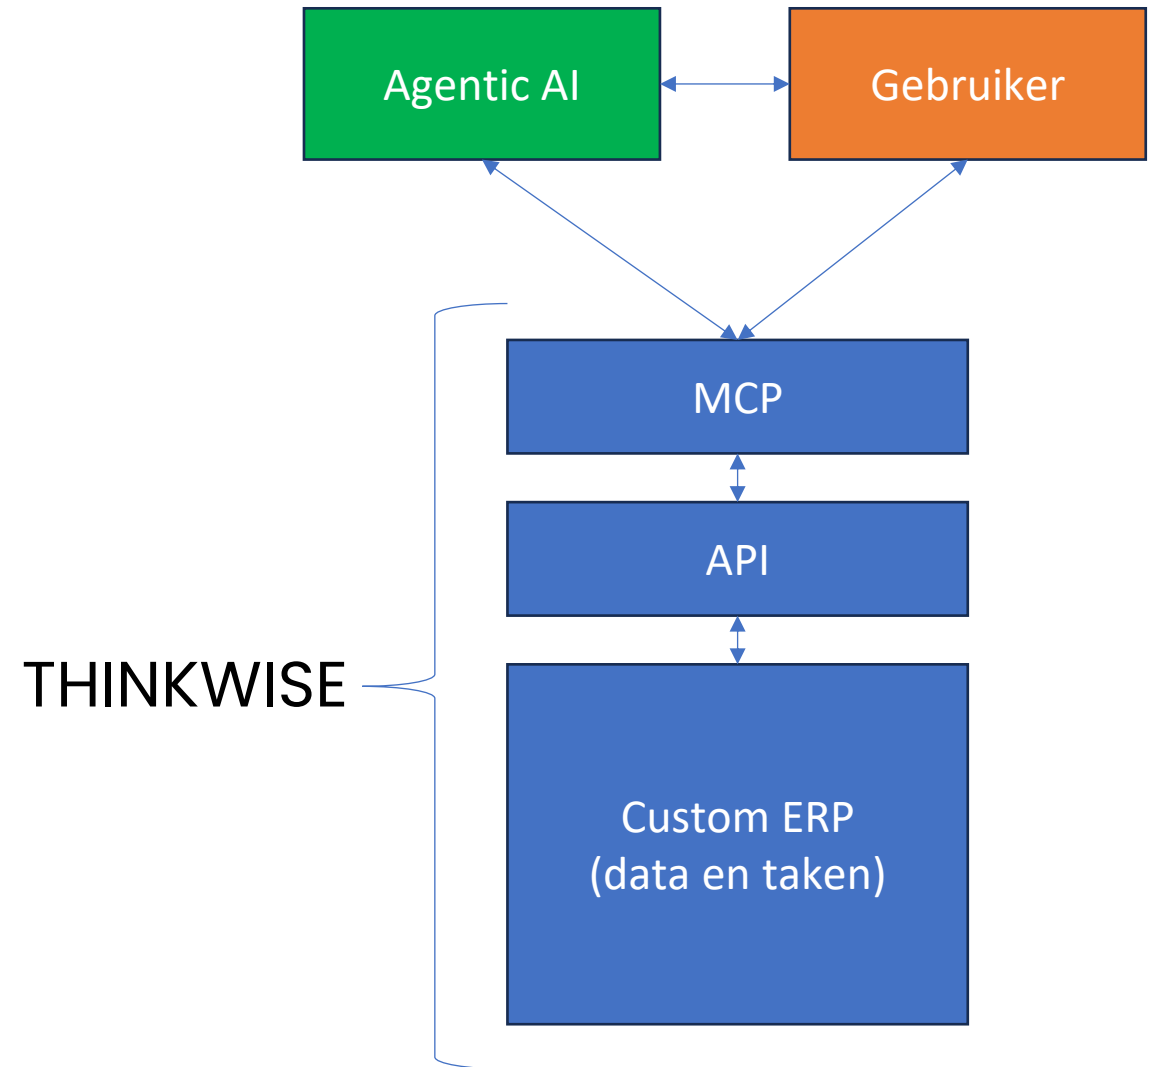 Agentic AI
Gebruiker
MCP
API
THINKWISE
Custom ERP
(data en taken)